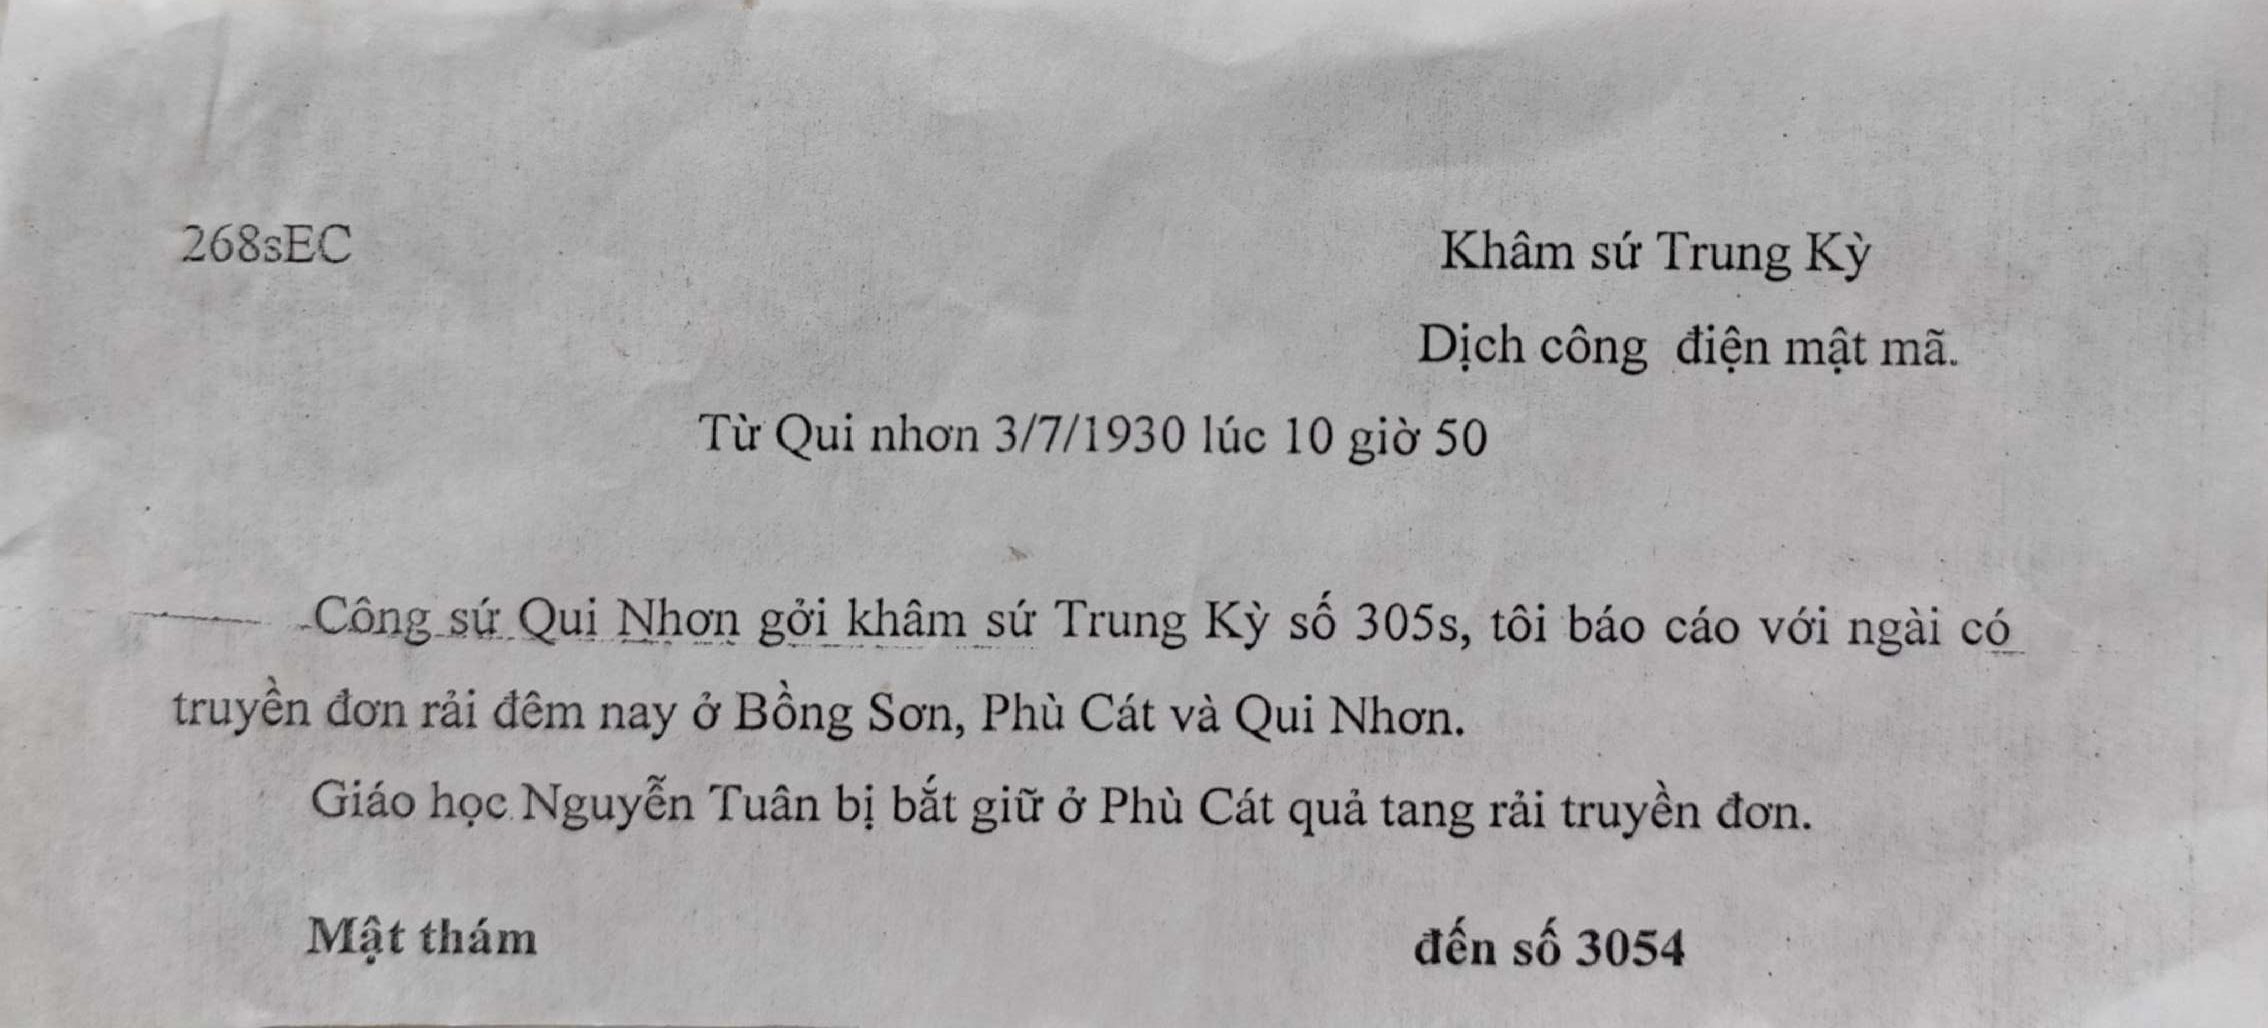 268sEC
Khâm sứ Trung Kỳ
Dịch công điện mật mã.
Từ Qui nhơn 3/7/1930 lúc 10 giờ 50
Công sứ Qui Nhơn gởi khâm sứ Trung Kỳ số 305s, tôi báo cáo với ngài có
truyền đơn rải đêm nay ở Bồng Sơn, Phù Cát và Qui Nhơn.
Giáo học Nguyễn Tuân bị bắt giữ ở Phù Cát quả tang rải truyền đơn.
Mật thám
đến số 3054